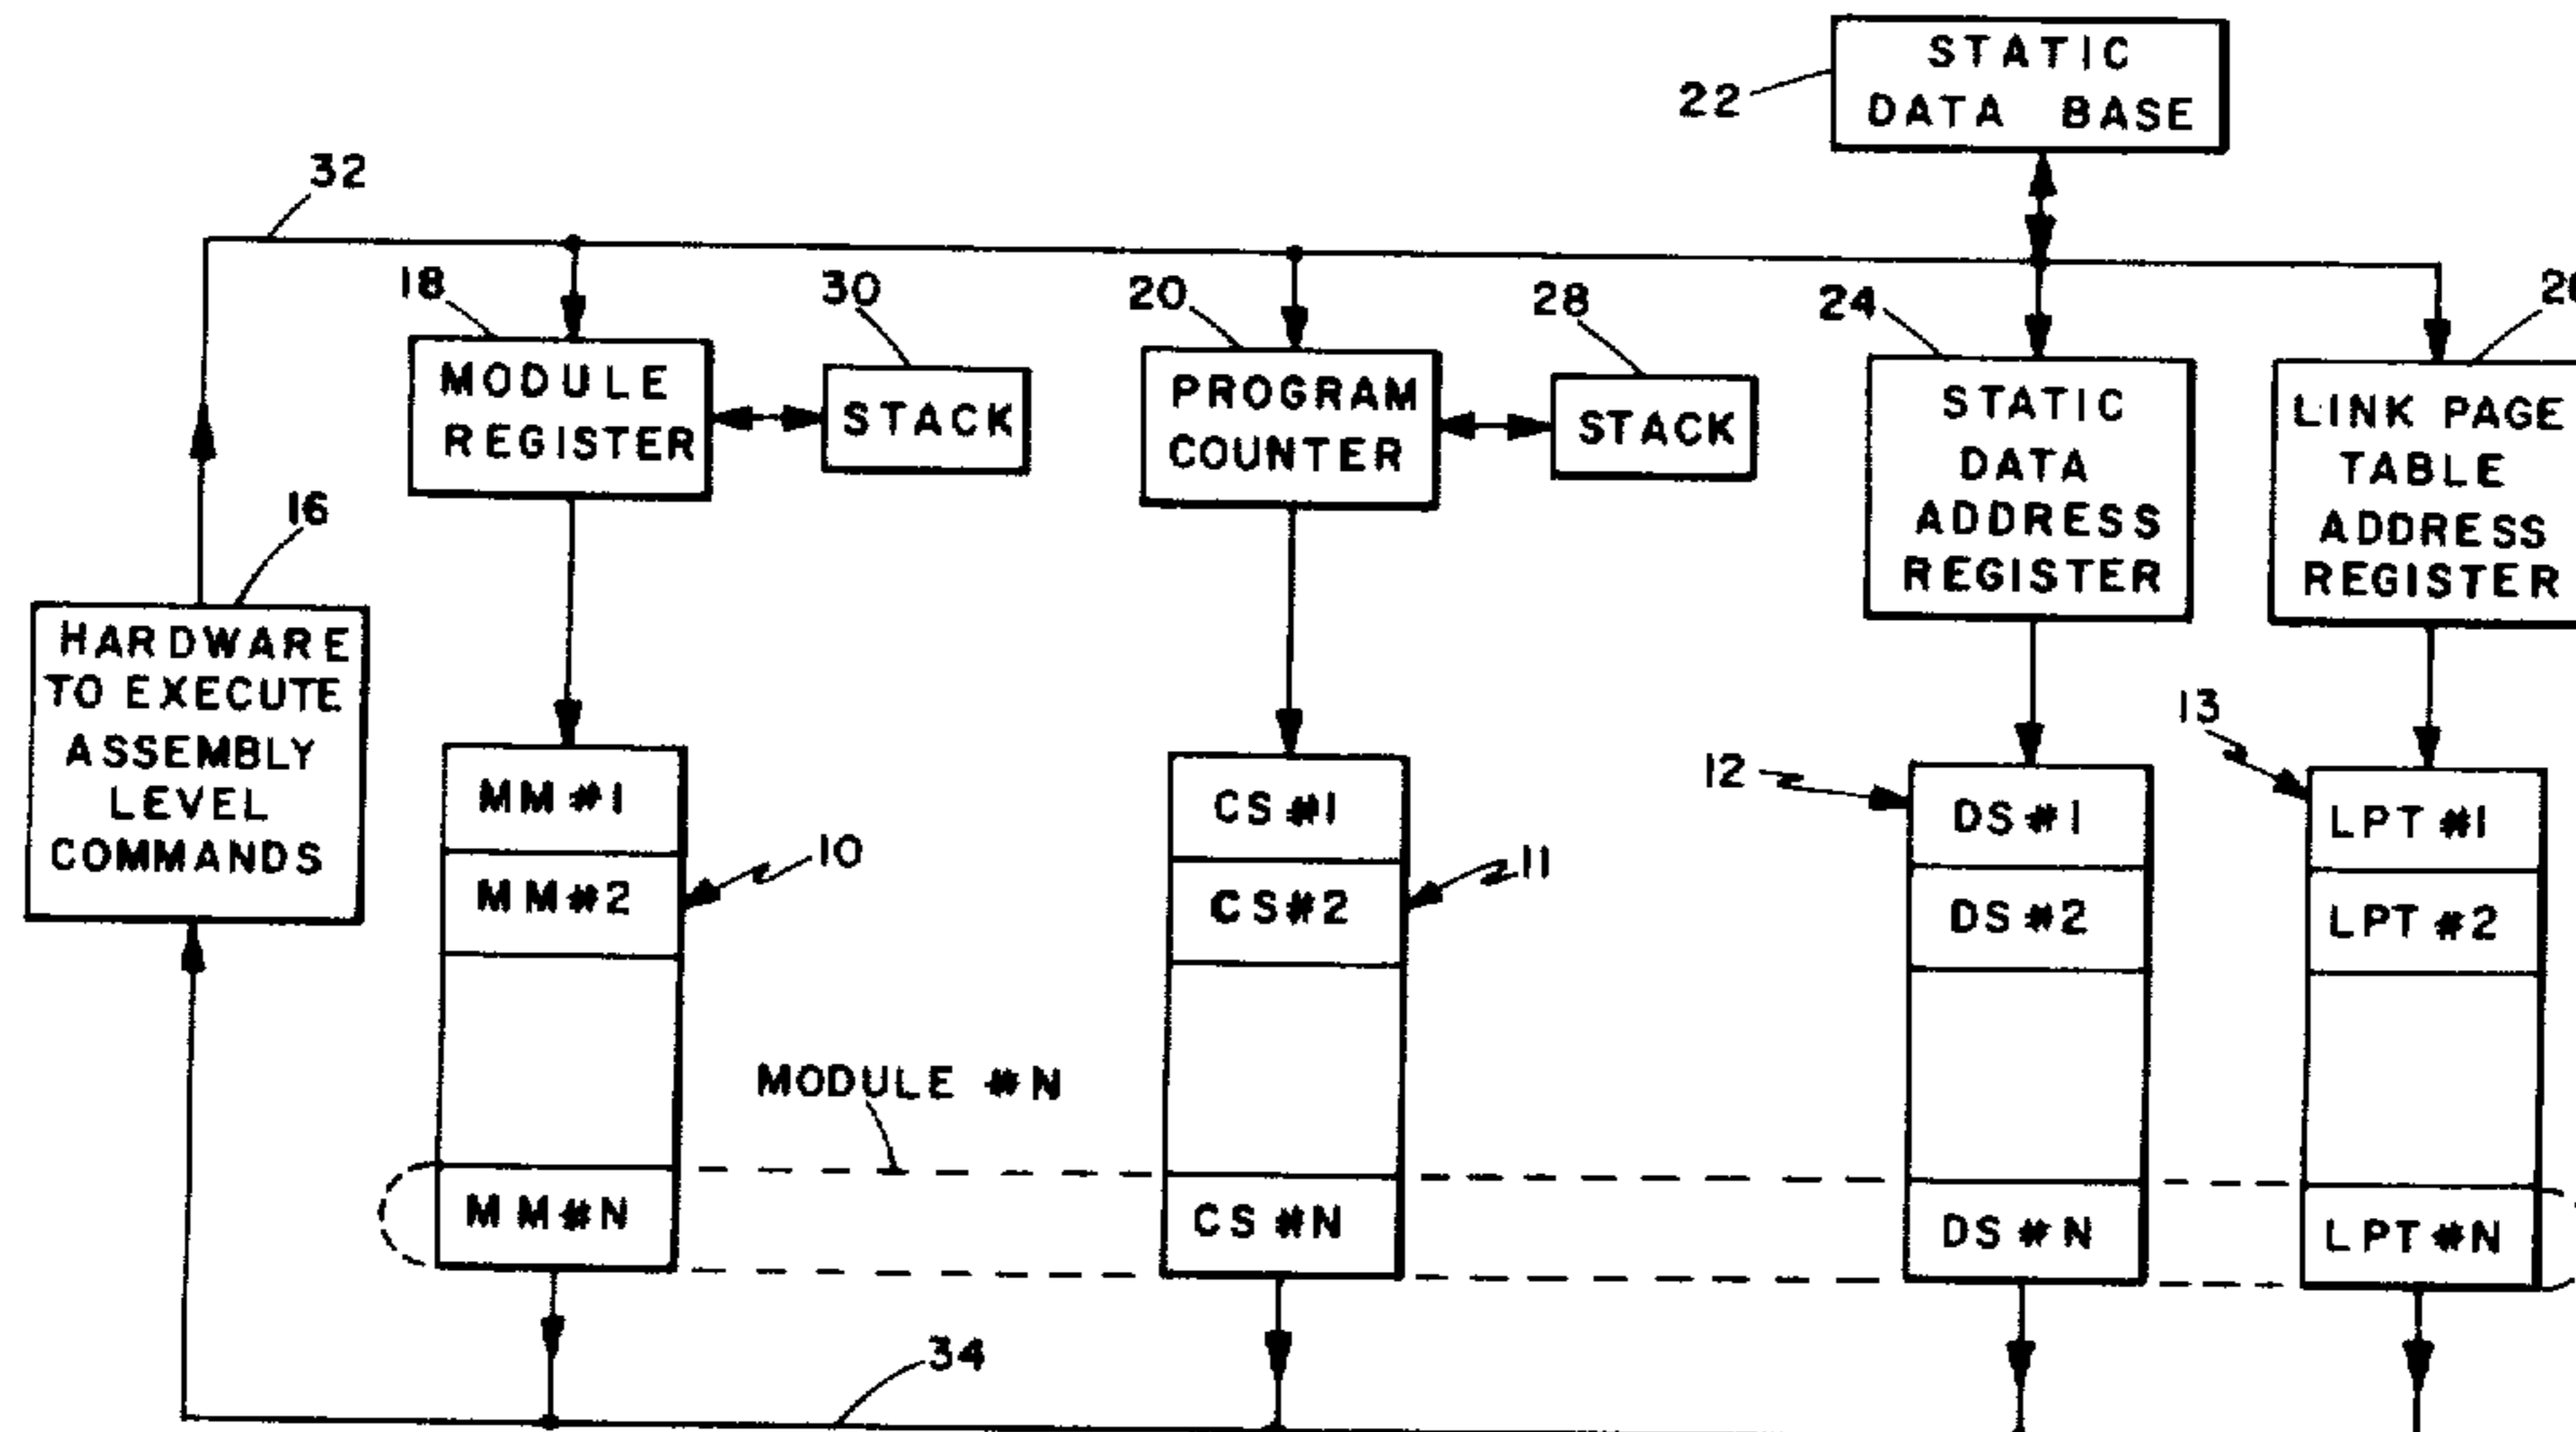 STATIC
DATA BASE
22
32
18
30
20
28
24
MODULE
REGISTER
STACK
PROGRAM
COUNTER
STACK
STATIC
DATA
ADDRESS
REGISTER
LINK PAGE
TABLE
ADDRESS
REGISTER
16
HARDWARE
TO EXECUTE
ASSEMBLY
LEVEL
COMMANDS
13
12
MM#1
MM#2
10
CS#1
CS#2
11
DS#1
DS#2
LPT #1
LPT #2
MODULE #N
MM#N
CS#N
DS#N
LPT#N
34